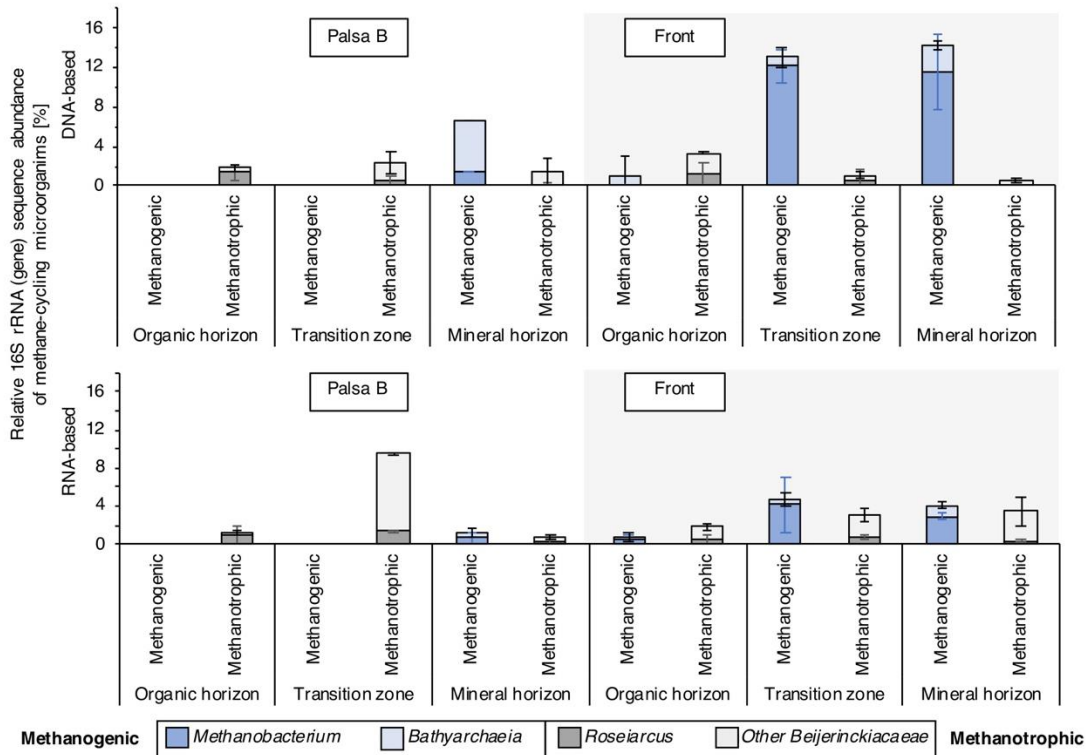 Relative 16S rRNA (gene) sequence abundance
of methane-cycling microorganims [%]
DNA-based
16
12
8
4
0
Palsa B
Front
Methanogenic
Methanotrophic
Methanogenic
Methanotrophic
Methanogenic
Methanotrophic
Methanogenic
Methanotrophic
Methanogenic
Methanotrophic
Methanogenic
Methanotrophic
Organic horizon Transition zone Mineral horizon Organic horizon Transition zone Mineral horizon
RNA-based
16
12
8
4
0
Palsa B
Front
Methanogenic
Methanotrophic
Methanogenic
Methanotrophic
Methanogenic
Methanotrophic
Methanogenic
Methanotrophic
Methanogenic
Methanotrophic
Methanogenic
Methanotrophic
Organic horizon Transition zone Mineral horizon Organic horizon Transition zone Mineral horizon
Methanogenic Methanobacterium Bathyarchaeia Roseiarcus Other Beijerinckiacaeae Methanotrophic